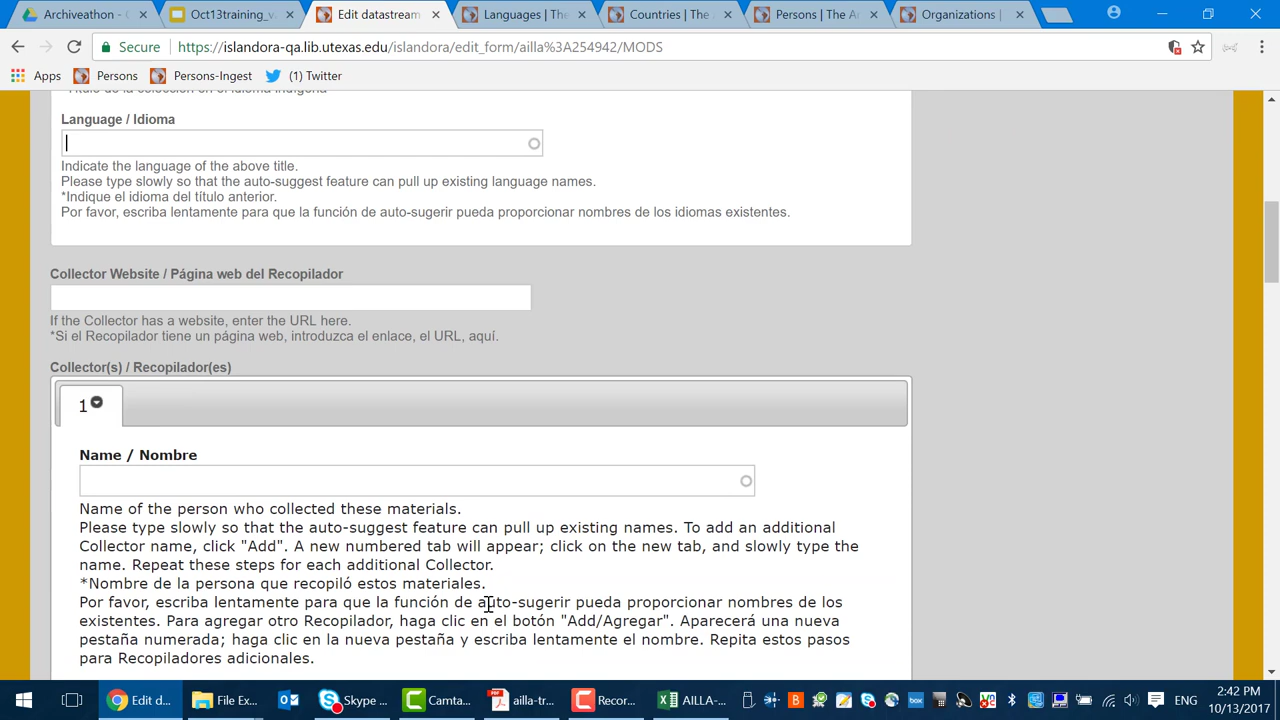 Archiveathon - G
Oct13training_v
Edit datastream
Languages | The
Countries | The
Persons | The A
Organizations |
Secure
https://islandora-qa.lib.utexas.edu/islandora/edit_form/ailla%3A254942/MODS
Apps
Persons
Persons-Ingest
(1) Twitter
*Título de la colección en el idioma indígena
Language / Idioma
Indicate the language of the above title.
Please type slowly so that the auto-suggest feature can pull up existing language names.
*Indique el idioma del título anterior.
Por favor, escriba lentamente para que la función de auto-sugerir pueda proporcionar nombres de los idiomas existentes.
Collector Website / Página web del Recopilador
If the Collector has a website, enter the URL here.
*Si el Recopilador tiene un página web, introduzca el enlace, el URL, aquí.
Collector(s) / Recopilador(es)
1
Name / Nombre
Name of the person who collected these materials.
Please type slowly so that the auto-suggest feature can pull up existing names. To add an additional
Collector name, click "Add". A new numbered tab will appear; click on the new tab, and slowly type the
name. Repeat these steps for each additional Collector.
*Nombre de la persona que recopiló estos materiales.
Por favor, escriba lentamente para que la función de auto-sugerir pueda proporcionar nombres de los
existentes. Para agregar otro Recopilador, haga clic en el botón "Add/Agregar". Aparecerá una nueva
pestaña numerada; haga clic en la nueva pestaña y escriba lentamente el nombre. Repita estos pasos
para Recopiladores adicionales.
Edit d...
File Ex...
Skype ...
Camta...
ailla-tr...
Recor...
AILLA-...
ENG
2:42 PM
10/13/2017